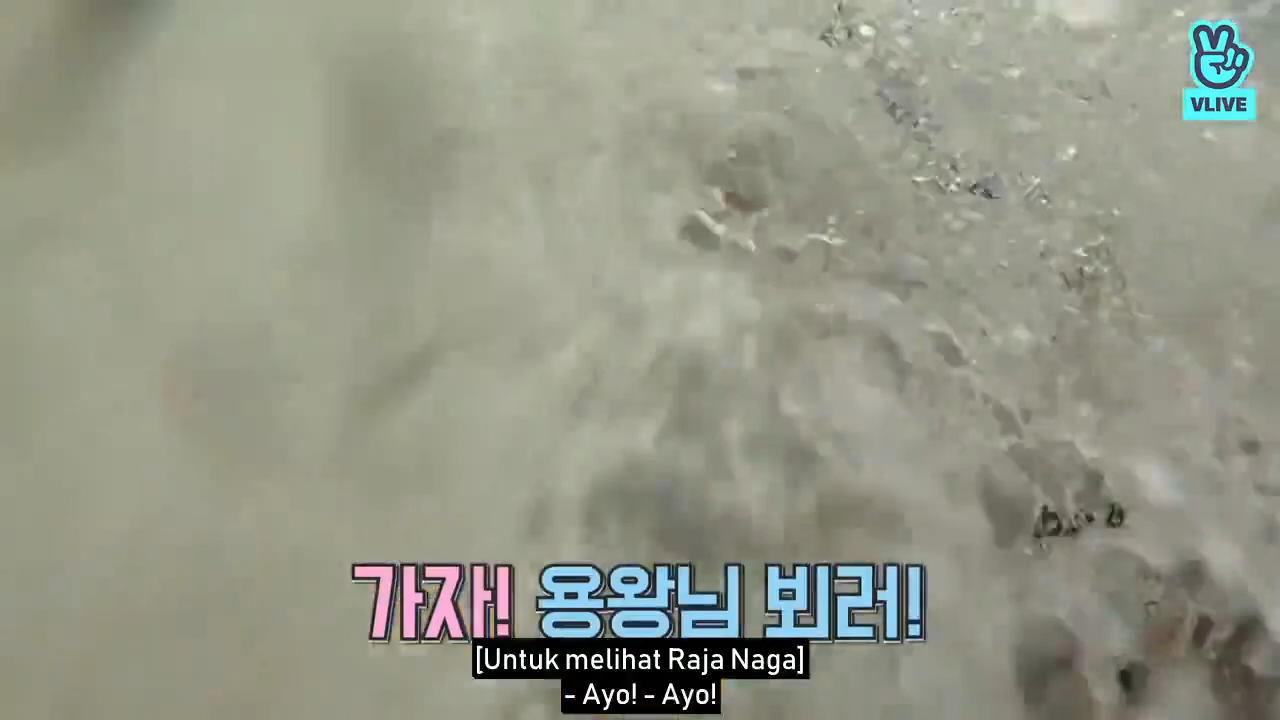 VLIVE
가자! 용왕님 뵈러!
[Untuk melihat Raja Naga]
- Ayo! - Ayo!